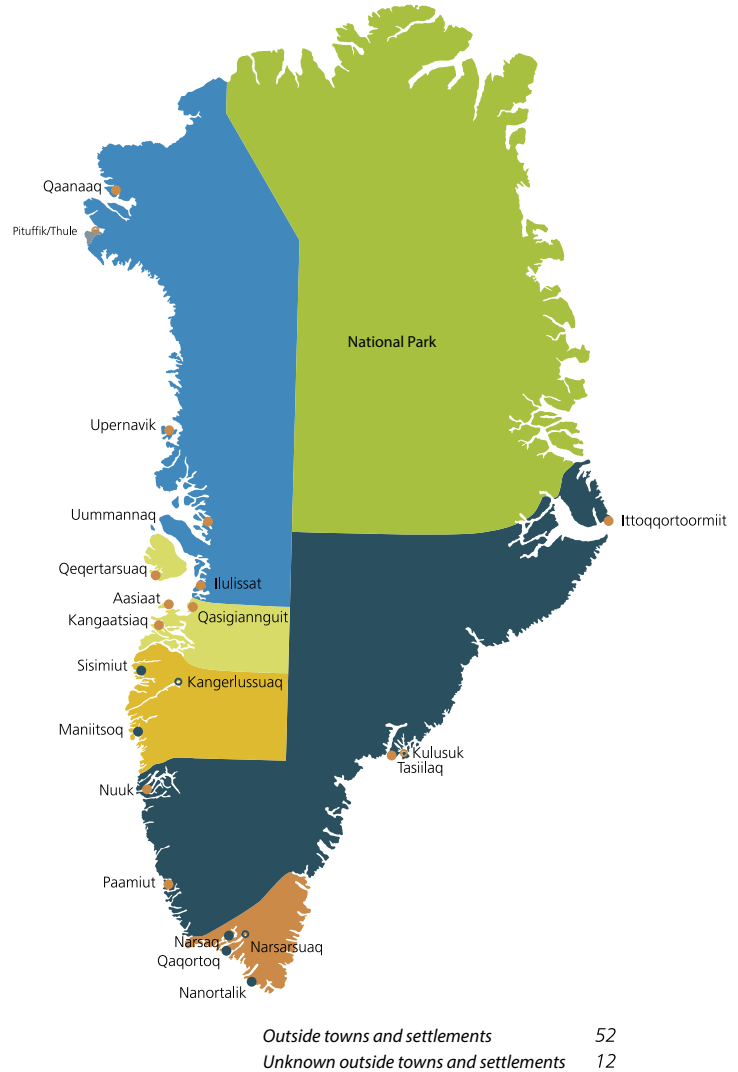 Qaanaaq
Pituffik/Thule
National Park
Upernavik
Uummannaq
Ittoqqortoormiit
Qeqertarsuaq
Ilulissat
Aasiaat
Qasigiannguit
Kangaatsiaq
Sisimiut
Kangerlussuaq
Maniitsoq
Kulusuk
Tasiilaq
Nuuk
Paamiut
Narsaq
Narsarsuaq
Qaqortoq
Nanortalik
Outside towns and settlements 52
Unknown outside towns and settlements 12